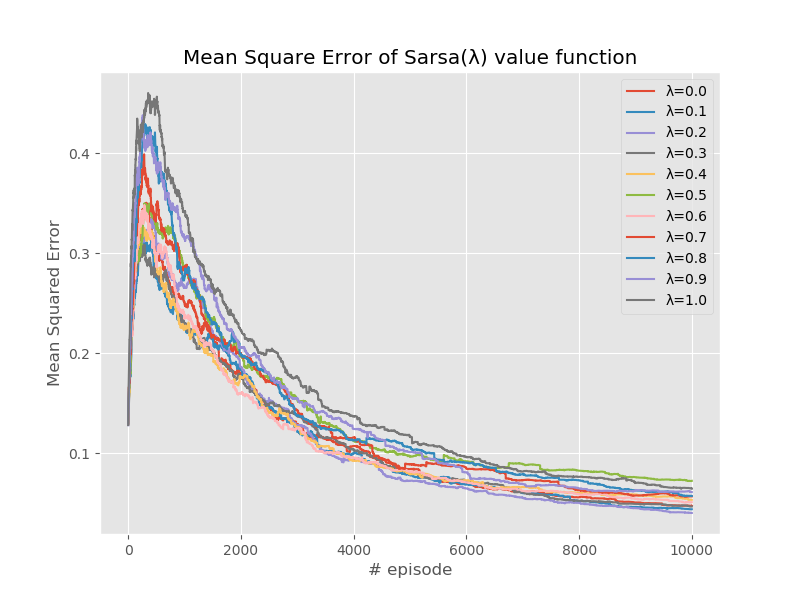 Mean Square Error of Sarsa(λ) value function
λ=0.0
λ=0.1
λ=0.2
λ=0.3
λ=0.4
λ=0.5
λ=0.6
λ=0.7
λ=0.8
λ=0.9
λ=1.0
Mean Squared Error
0.4
0.3
0.2
0.1
0
2000
4000
6000
8000
10000
# episode